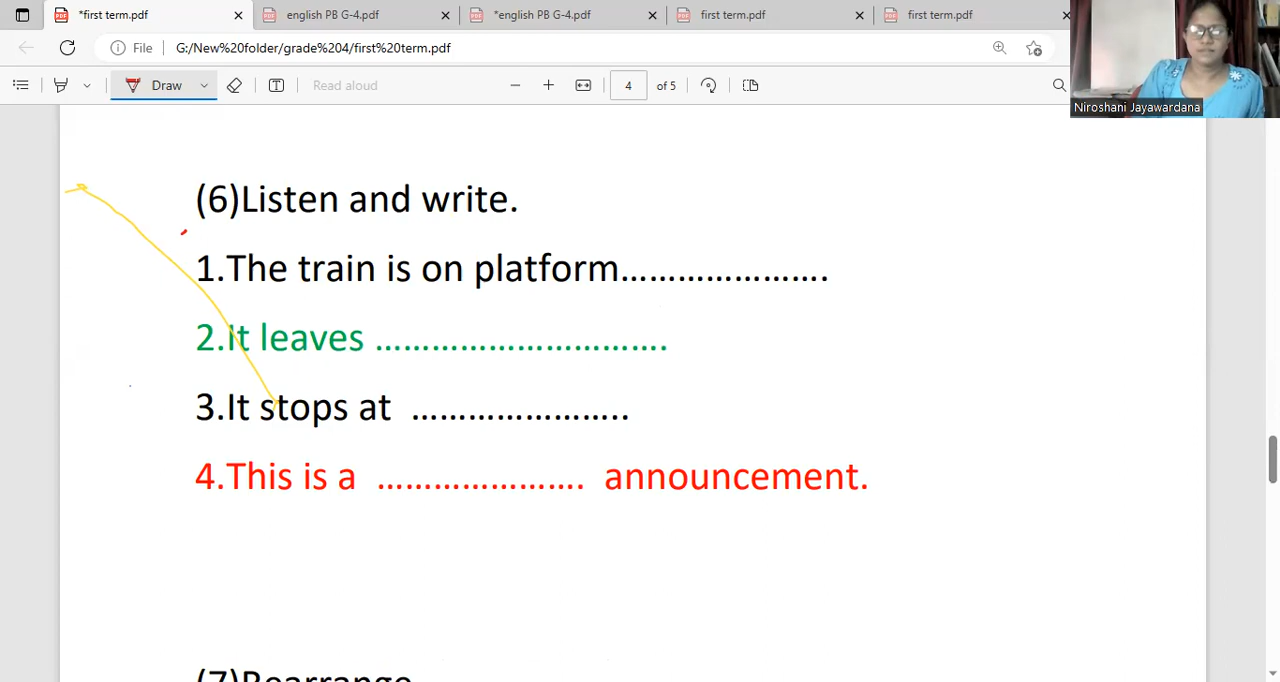 *first term.pdf
english PB G-4.pdf
*english PB G-4.pdf
first term.pdf
first term.pdf
File G:/New%20folder/grade%204/first%20term.pdf
Draw
Read aloud
4 of 5
Niroshani Jayawardana
(6)Listen and write.
1.The train is on platform………………….
2.It leaves ………………………….
3.It stops at …………………..
4.This is a …………………. announcement.
(7)Rearrange